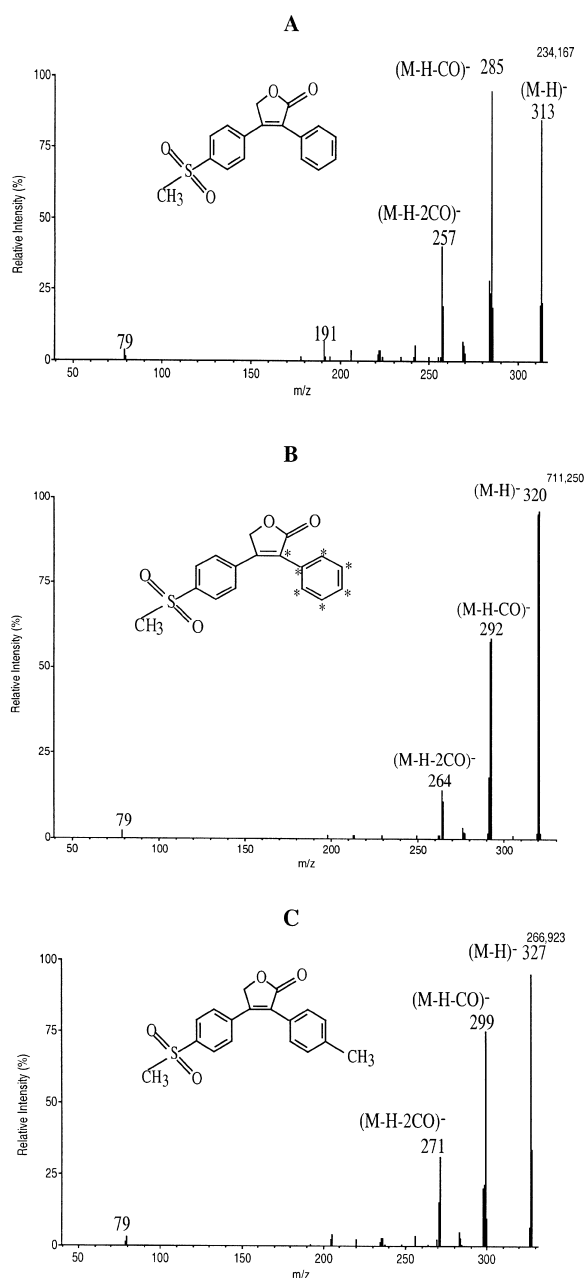 A
234,167
(M-H-CO)- 285
(M-H)-
313
(M-H-2CO)-
257
191
79
O
O
O
S
O
CH3
Relative Intensity (%)
100
75
50
25
0
50 100 150 200 250 300
m/z
B
711,250
(M-H)- 320
(M-H-CO)-
292
(M-H-2CO)-
264
79
O
O
*
*
*
*
*
*
*
O
S
O
CH3
Relative Intensity (%)
100
75
50
25
0
50 100 150 200 250 300
m/z
C
266,923
(M-H)- 327
(M-H-CO)-
299
(M-H-2CO)-
271
79
O
O
O
S
O
CH3
CH3
Relative Intensity (%)
100
75
50
25
0
50 100 150 200 250 300
m/z